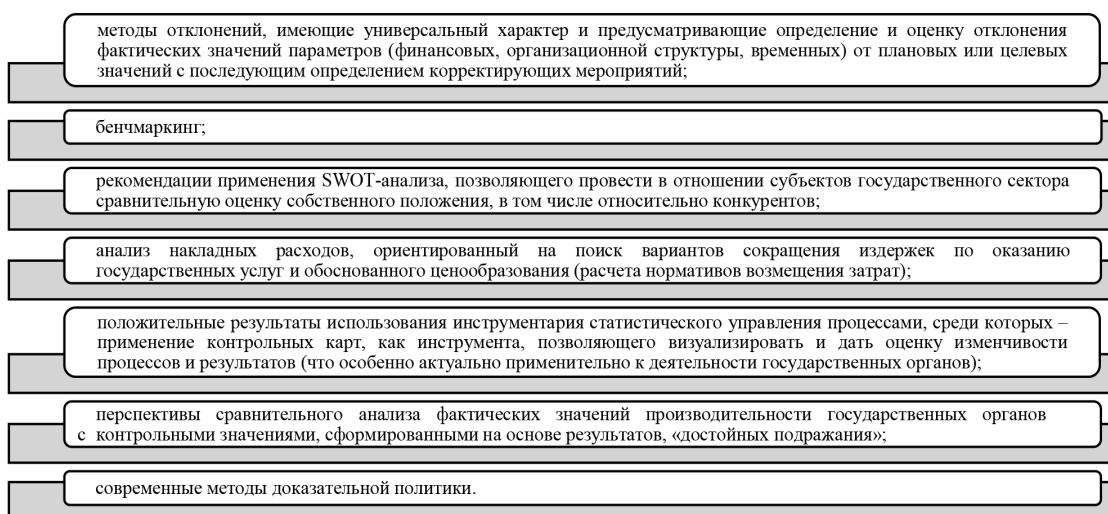 методы отклонений, имеющие универсальный характер и предусматривающие определение и оценку отклонения
фактических значений параметров (финансовых, организационной структуры, временных) от плановых или целевых
значений с последующим определением корректирующих мероприятий;
бенчмаркинг;
рекомендации применения SWOT-анализа, позволяющего провести в отношении субъектов государственного сектора
сравнительную оценку собственного положения, в том числе относительно конкурентов;
анализ накладных расходов, ориентированный на поиск вариантов сокращения издержек по оказанию
государственных услуг и обоснованного ценообразования (расчета нормативов возмещения затрат);
положительные результаты использования инструментария статистического управления процессами, среди которых –
применение контрольных карт, как инструмента, позволяющего визуализировать и дать оценку изменчивости
процессов и результатов (что особенно актуально применительно к деятельности государственных органов);
перспективы сравнительного анализа фактических значений производительности государственных органов
с контрольными значениями, сформированными на основе результатов, «достойных подражания»;
современные методы доказательной политики.